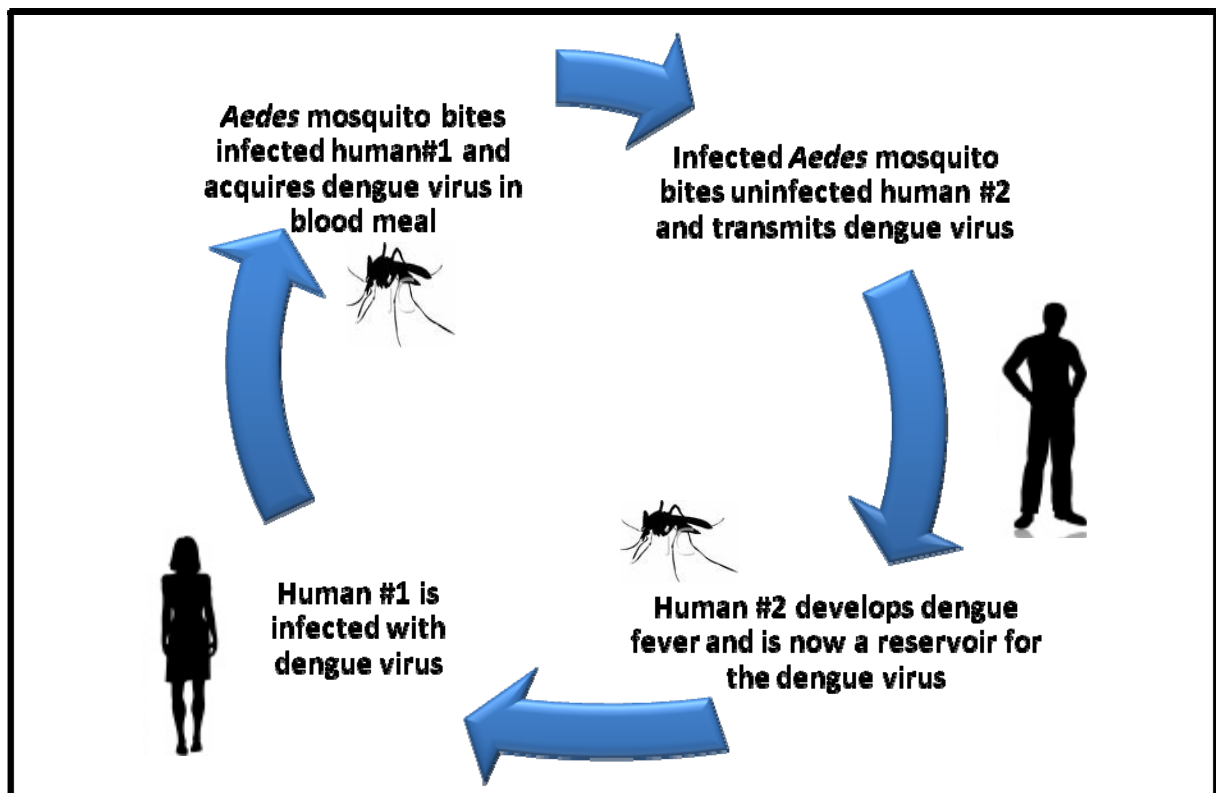 Aedes mosquito bites
infected human#1 and
acquires dengue virus in
blood meal
Infected Aedes mosquito
bites uninfected human #2
and transmits dengue virus
Human #2 develops dengue
fever and is now a reservoir for
the dengue virus
Human #1 is
infected with
dengue virus